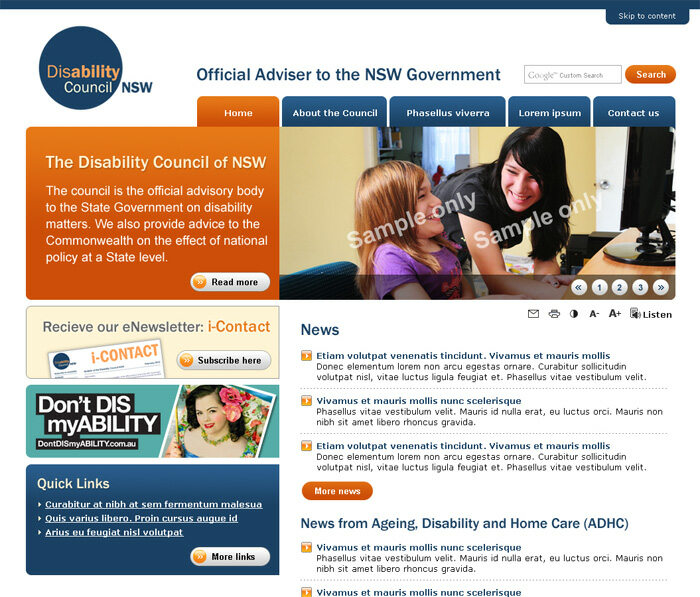 Skip to content
Disability
Council NSW
Official Adviser to the NSW Government
Google™ Custom Search
Search
Home
About the Council
Phasellus viverra
Lorem ipsum
Contact us
The Disability Council of NSW
The council is the official advisory body
to the State Government on disability
matters. We also provide advice to the
Commonwealth on the effect of national
policy at a State level.
Read more
Sample only
Sample only
« 1 2 3 »
A- A+ Listen
Recieve our eNewsletter: i-Contact
i-CONTACT
Subscribe here
Don't DIS
myABILITY
DontDISmyABILITY.com.au
Quick Links
Curabitur at nibh at sem fermentum malesua
Quis varius libero. Proin cursus augue id
Arius eu feugiat nisl volutpat
More links
News
Etiam volutpat venenatis tincidunt. Vivamus et mauris mollis
Donec elementum lorem non arcu egestas ornare. Curabitur sollicitudin
volutpat nisl, vitae luctus ligula feugiat et. Phasellus vitae vestibulum velit.
Vivamus et mauris mollis nunc scelerisque
Phasellus vitae vestibulum velit. Mauris id nulla erat, eu luctus orci. Mauris non
nibh sit amet libero rhoncus gravida.
Etiam volutpat venenatis tincidunt. Vivamus et mauris mollis
Donec elementum lorem non arcu egestas ornare. Curabitur sollicitudin
volutpat nisl, vitae luctus ligula feugiat et. Phasellus vitae vestibulum velit.
More news
News from Ageing, Disability and Home Care (ADHC)
Vivamus et mauris mollis nunc scelerisque
Phasellus vitae vestibulum velit. Mauris id nulla erat, eu luctus orci. Mauris non
nibh sit amet libero rhoncus gravida.
Vivamus et mauris mollis nunc scelerisque